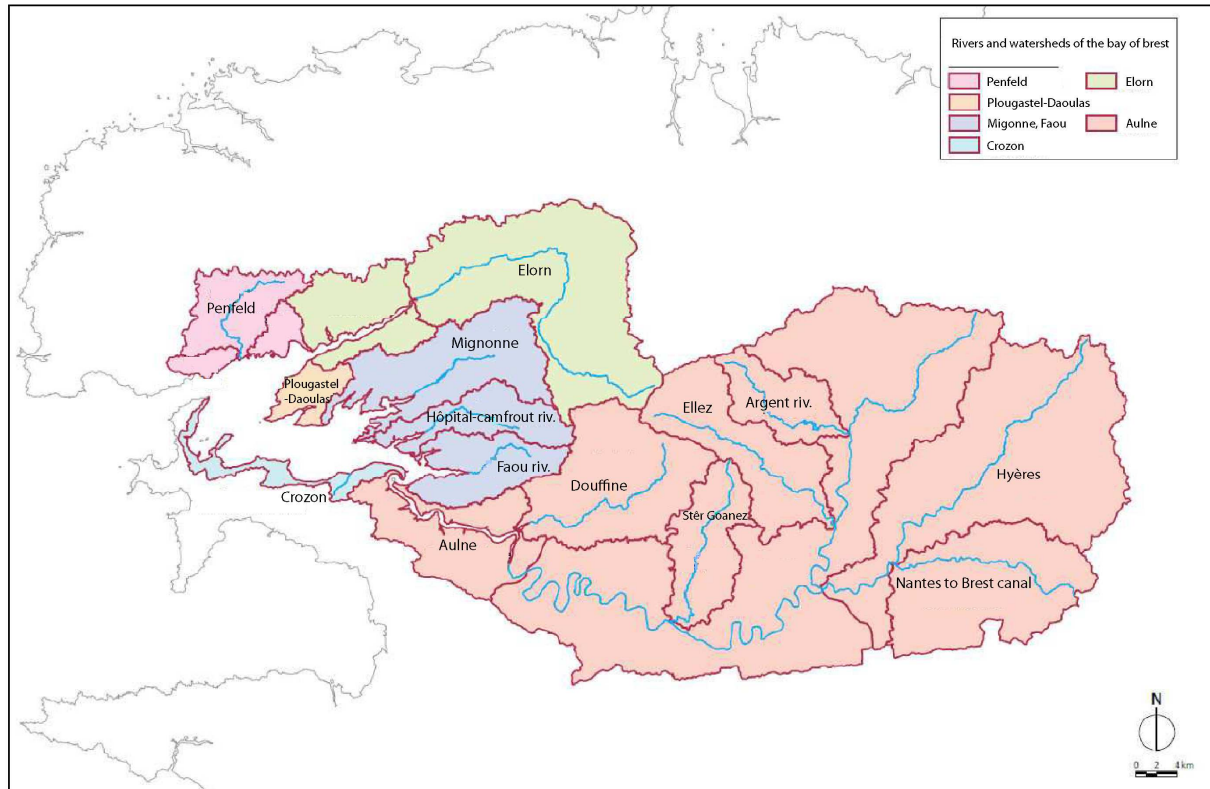 Rivers and watersheds of the bay of brest
Penfeld
Elorn
Plougastel-Daoulas
Migonne, Faou
Aulne
Crozon
Elorn
Penfeld
Mignonne
Plougastel
-Daoulas
Ellez
Argent riv.
Hôpital-camfrout riv.
Faou riv.
Hyères
Douffine
Crozon
Stêr Goanez
Aulne
Nantes to Brest canal
N
0 2 4 km